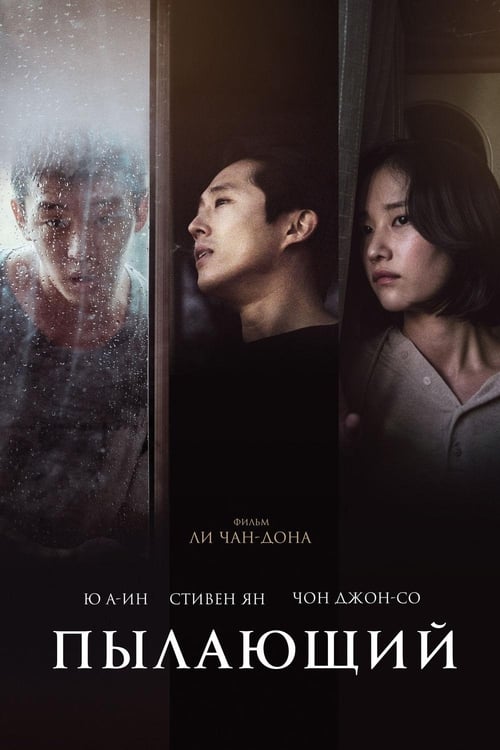 ФИЛЬМ
ЛИ ЧАН-ДОНА
Ю А-ИН СТИВЕН ЯН ЧОН ДЖОН-СО
ПЫЛАЮЩИЙ